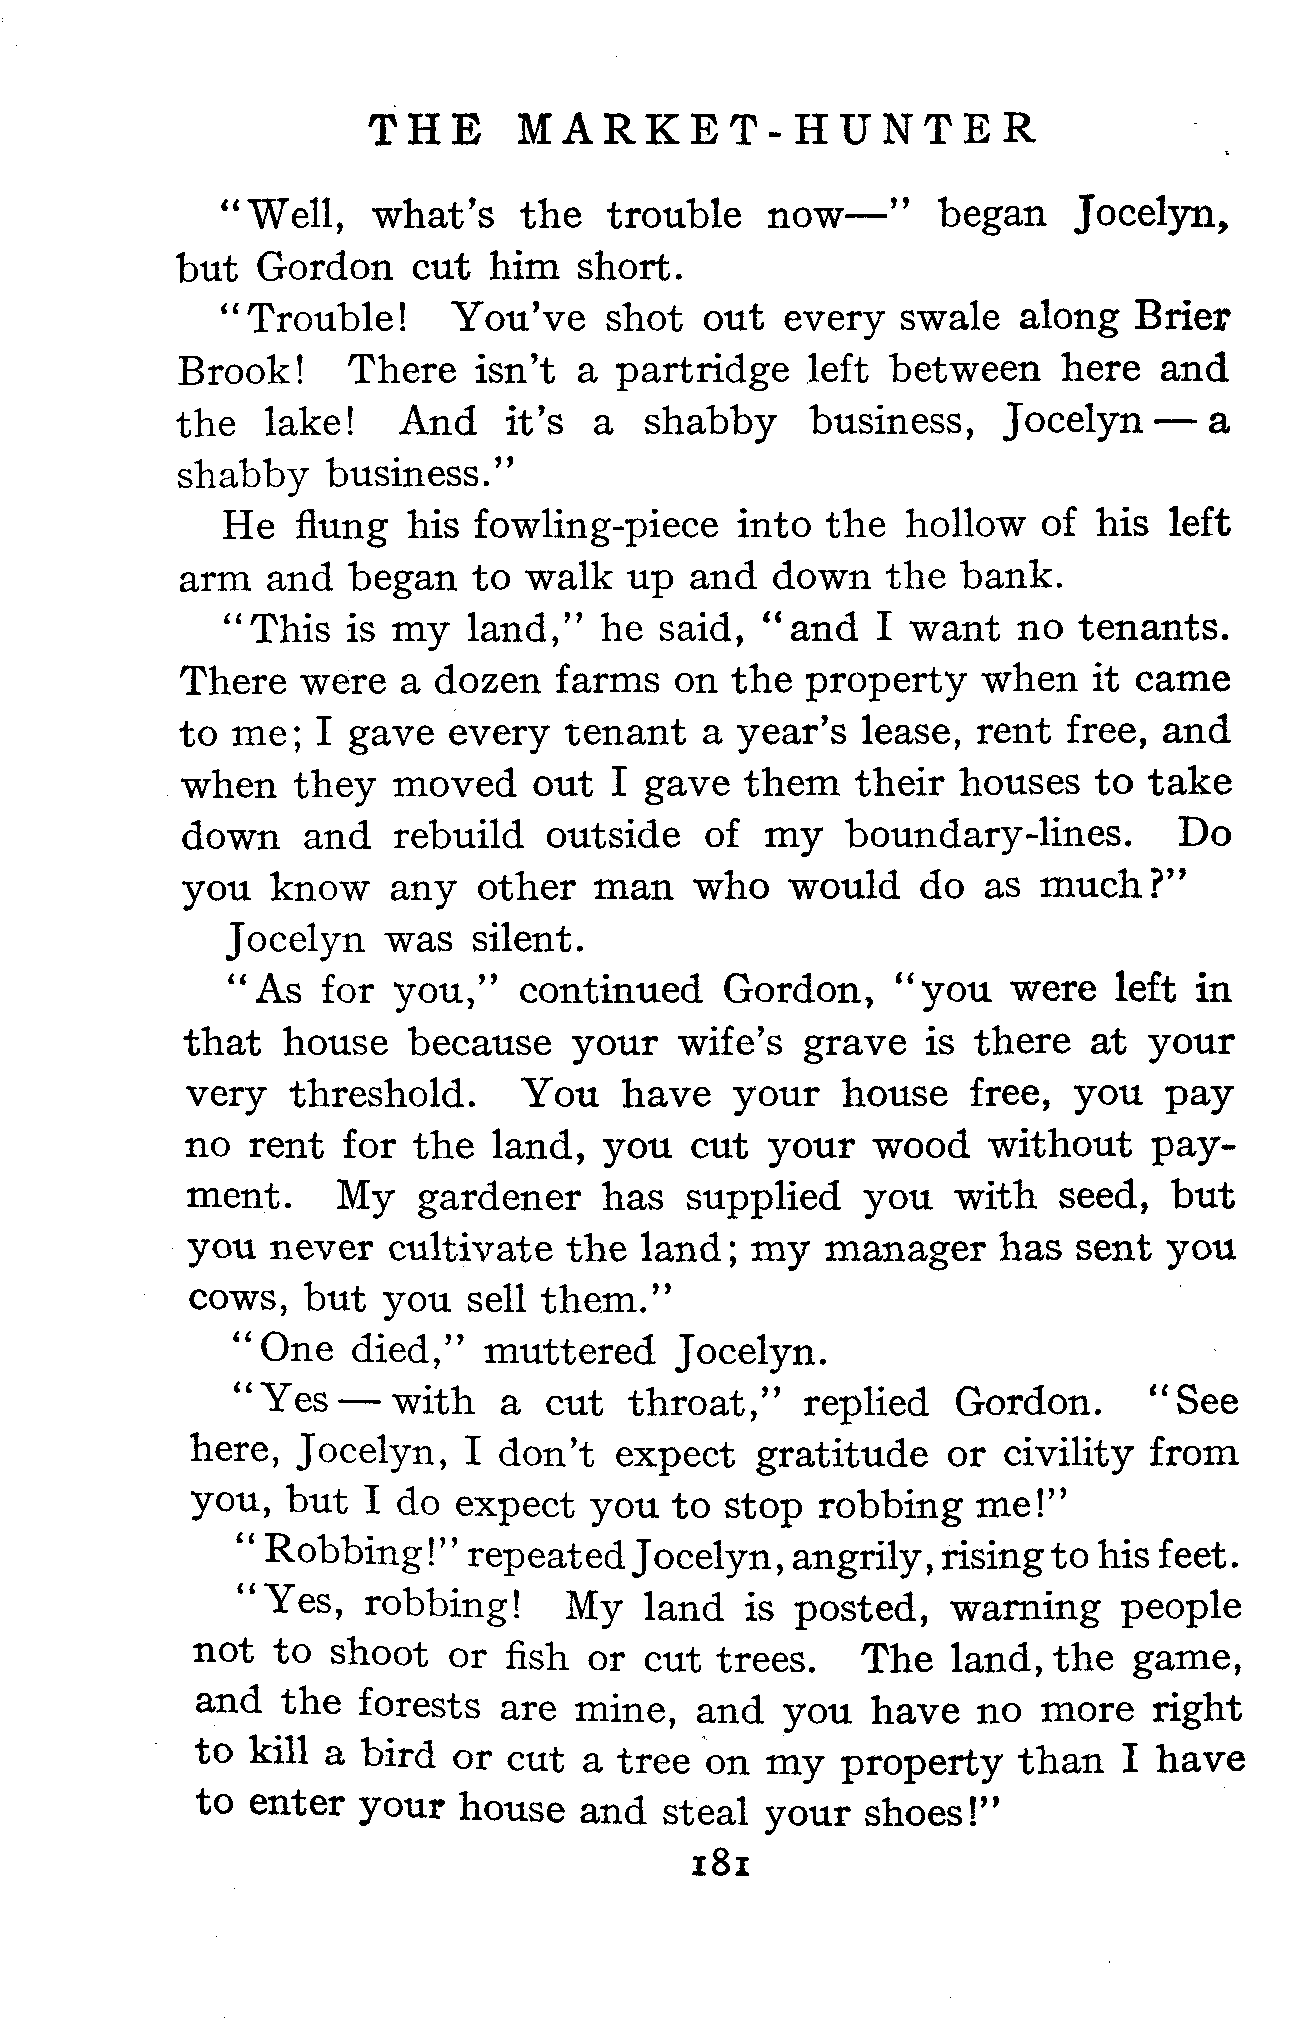 THE MARKET-HUNTER
"Well, what's the trouble now—" began Jocelyn,
but Gordon cut him short.
"Trouble! You've shot out every swale along Brier
Brook! There isn't a partridge left between here and
the lake! And it's a shabby business, Jocelyn — a
shabby business."
He flung his fowling-piece into the hollow of his left
arm and began to walk up and down the bank.
"This is my land," he said, "and I want no tenants.
There were a dozen farms on the property when it came
to me; I gave every tenant a year's lease, rent free, and
when they moved out I gave them their houses to take
down and rebuild outside of my boundary-lines. Do
you know any other man who would do as much?"
Jocelyn was silent.
"As for you," continued Gordon, "you were left in
that house because your wife's grave is there at your
very threshold. You have your house free, you pay
no rent for the land, you cut your wood without pay-
ment. My gardener has supplied you with seed, but
you never cultivate the land; my manager has sent you
cows, but you sell them."
"One died," muttered Jocelyn.
"Yes — with a cut throat," replied Gordon. "See
here, Jocelyn, I don't expect gratitude or civility from
you, but I do expect you to stop robbing me!"
"Robbing!" repeated Jocelyn, angrily, rising to his feet.
"Yes, robbing! My land is posted, warning people
not to shoot or fish or cut trees. The land, the game,
and the forests are mine, and you have no more right
to kill a bird or cut a tree on my property than I have
to enter your house and steal your shoes!"
181